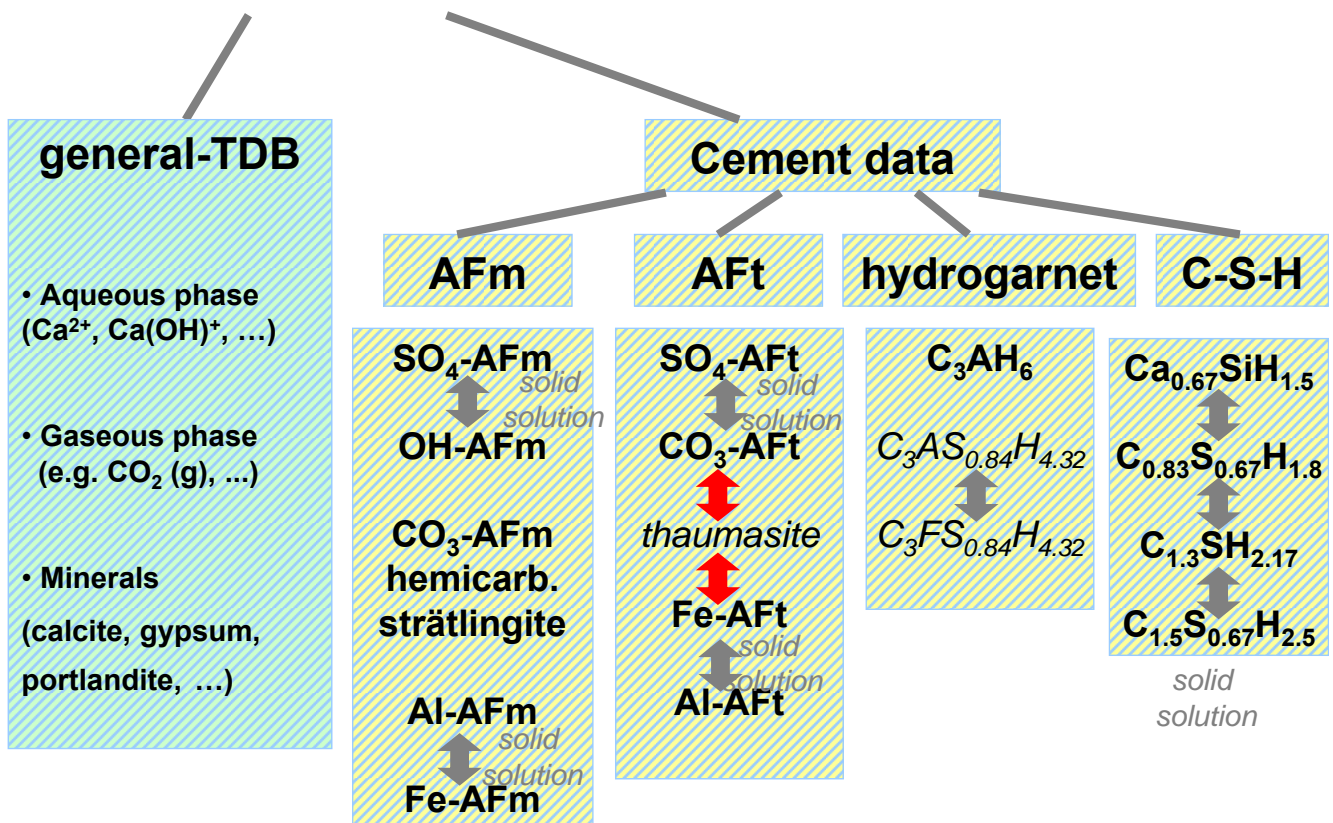 general-TDB
• Aqueous phase
(Ca²⁺, Ca(OH)⁺, …)
• Gaseous phase
(e.g. CO₂ (g), ...)
• Minerals
(calcite, gypsum,
portlandite, …)
Cement data
AFm
SO₄-AFm
solid
solution
OH-AFm
CO₃-AFm
hemicarb.
strätlingite
Al-AFm
solid
solution
Fe-AFm
AFt
SO₄-AFt
solid
solution
CO₃-AFt
thaumasite
Fe-AFt
solid
solution
Al-AFt
hydrogarnet
C₃AH₆
C₃AS₀.₈₄H₄.₃₂
C₃FS₀.₈₄H₄.₃₂
C-S-H
Ca₀.₆₇SiH₁.₅
C₀.₈₃S₀.₆₇H₁.₈
C₁.₃SH₂.₁₇
C₁.₅S₀.₆₇H₂.₅
solid
solution